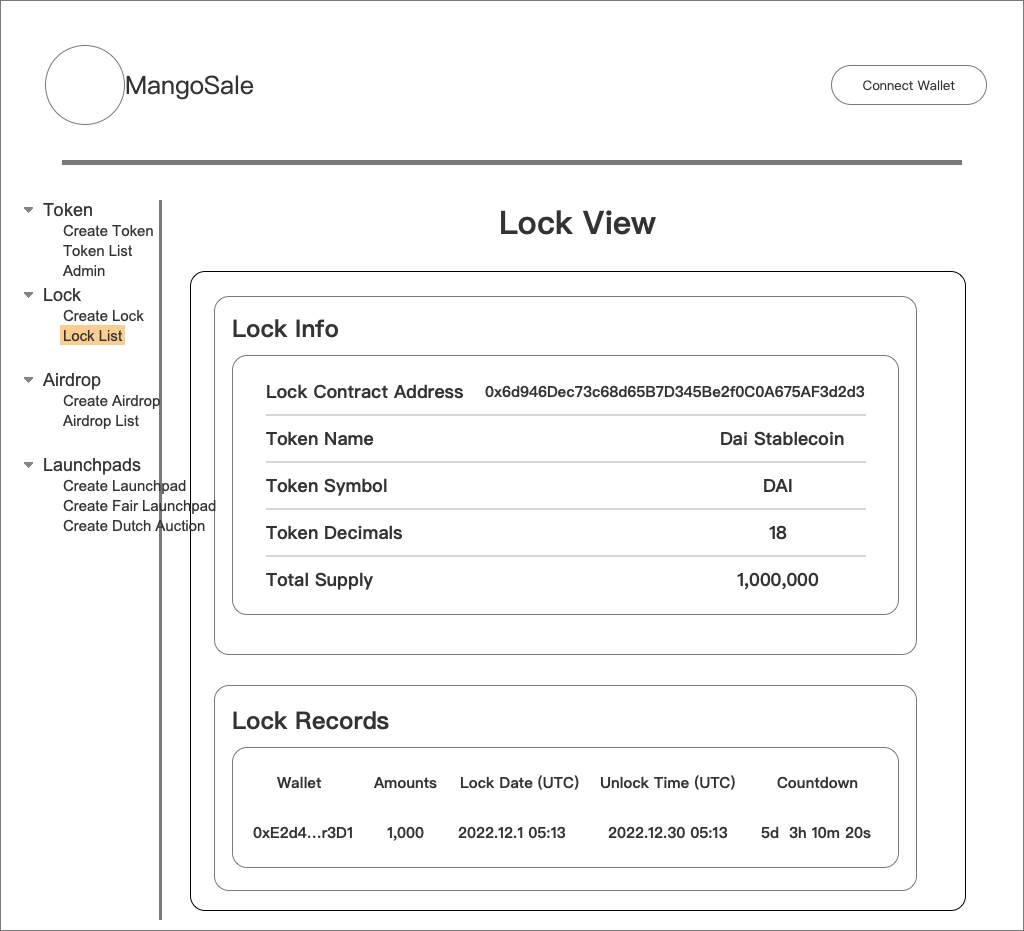 MangoSale
Connect Wallet
Token
Create Token
Token List
Admin
Lock
Create Lock
Lock List
Airdrop
Create Airdrop
Airdrop List
Launchpads
Create Launchpad
Create Fair Launchpad
Create Dutch Auction
Lock View
Lock Info
Lock Contract Address 0x6d946Dec73c68d65B7D345Be2f0C0A675AF3d2d3
Token Name Dai Stablecoin
Token Symbol DAI
Token Decimals 18
Total Supply 1,000,000
Lock Records
Wallet Amounts Lock Date (UTC) Unlock Time (UTC) Countdown
0xE2d4...r3D1 1,000 2022.12.1 05:13 2022.12.30 05:13 5d 3h 10m 20s